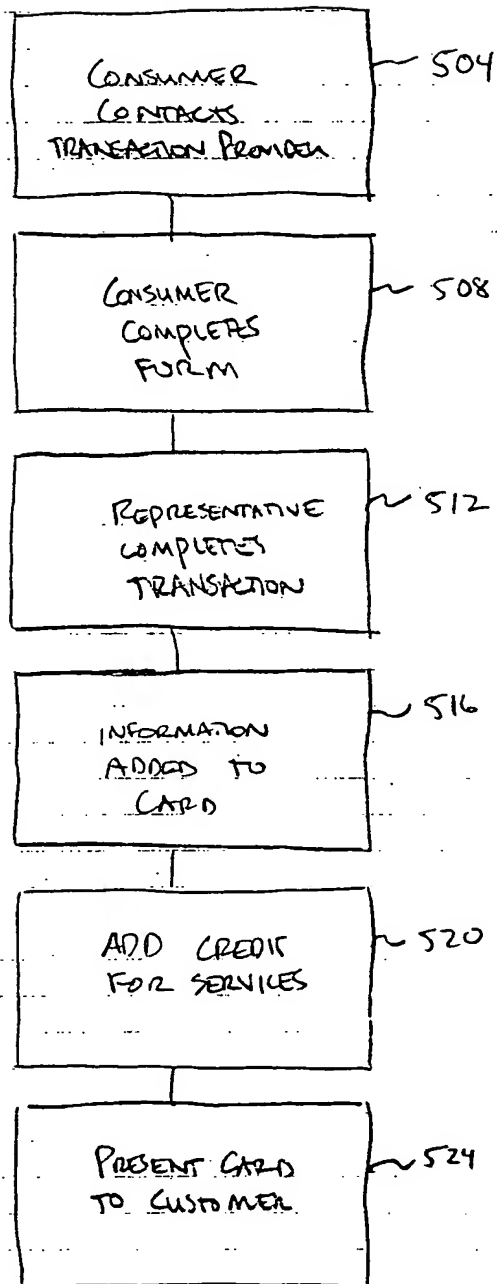 CONSUMER
CONTACTS
TRANSACTION PROVIDER
504
CONSUMER
COMPLETES
FORM
508
REPRESENTATIVE
COMPLETES
TRANSACTION
512
INFORMATION
ADDED TO
CARD
516
ADD CREDIT
FOR SERVICES
520
PRESENT CARD
TO CUSTOMER
524